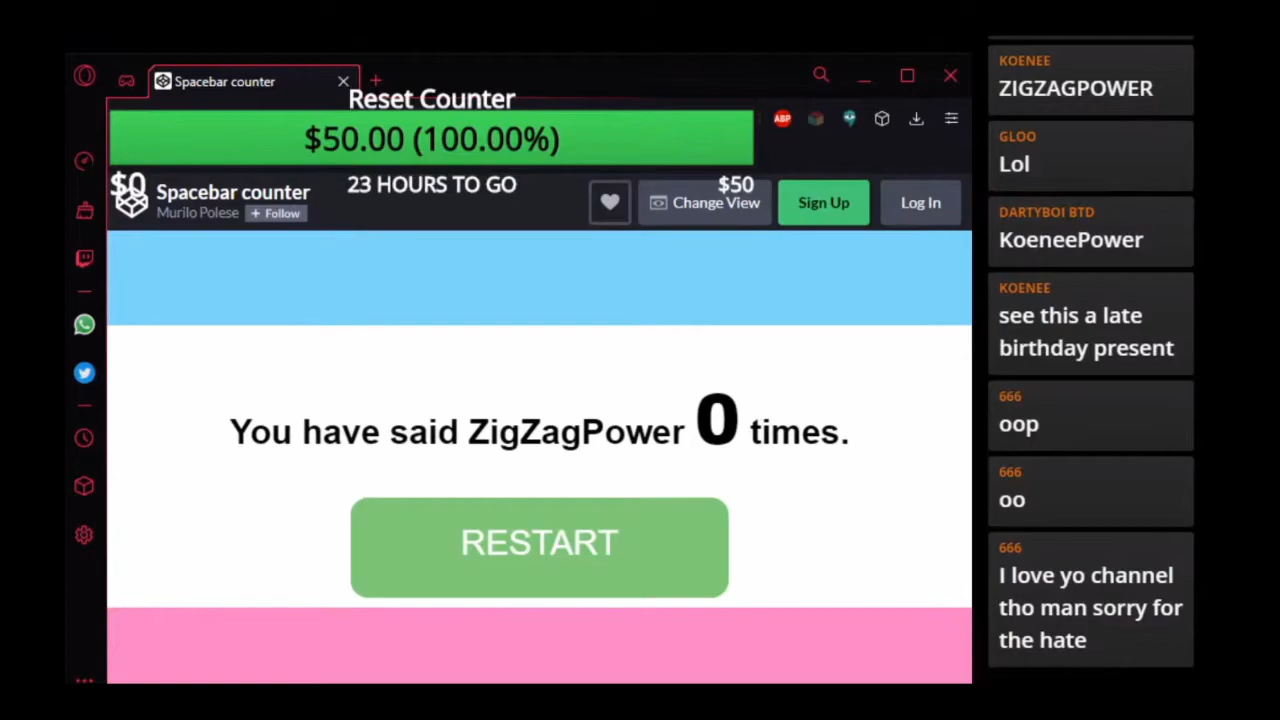 Spacebar counter
Reset Counter
$50.00 (100.00%)
ABP
$0
Spacebar counter
23 HOURS TO GO
$50
Murilo Polese
+ Follow
Change View
Sign Up
Log In
You have said ZigZagPower 0 times.
RESTART
KOENEE
ZIGZAGPOWER
GLOO
Lol
DARTYBOI BTD
KoeneePower
KOENEE
see this a late
birthday present
666
oop
666
oo
666
I love yo channel
tho man sorry for
the hate